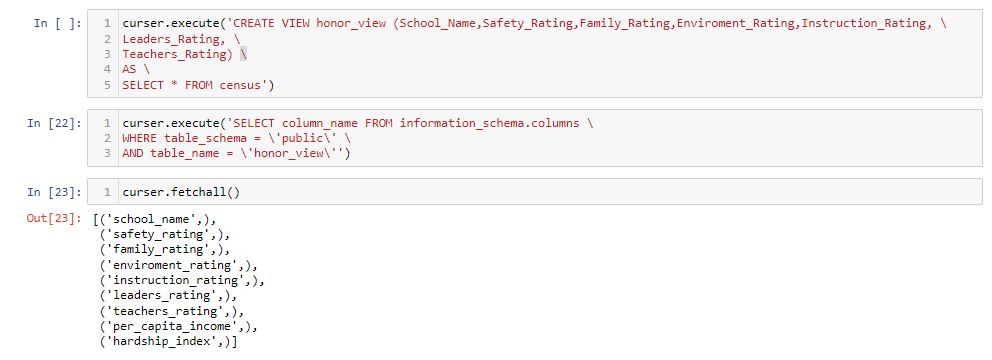 In [ ]: 1 curser.execute('CREATE VIEW honor_view (School_Name,Safety_Rating,Family_Rating,Enviroment_Rating,Instruction_Rating, \
2 Leaders_Rating, \
3 Teachers_Rating) \
4 AS \
5 SELECT * FROM census')
In [22]: 1 curser.execute('SELECT column_name FROM information_schema.columns \
2 WHERE table_schema = \'public\' \
3 AND table_name = \'honor_view\'')
In [23]: 1 curser.fetchall()
Out[23]: [('school_name',),
('safety_rating',),
('family_rating',),
('enviroment_rating',),
('instruction_rating',),
('leaders_rating',),
('teachers_rating',),
('per_capita_income',),
('hardship_index',)]